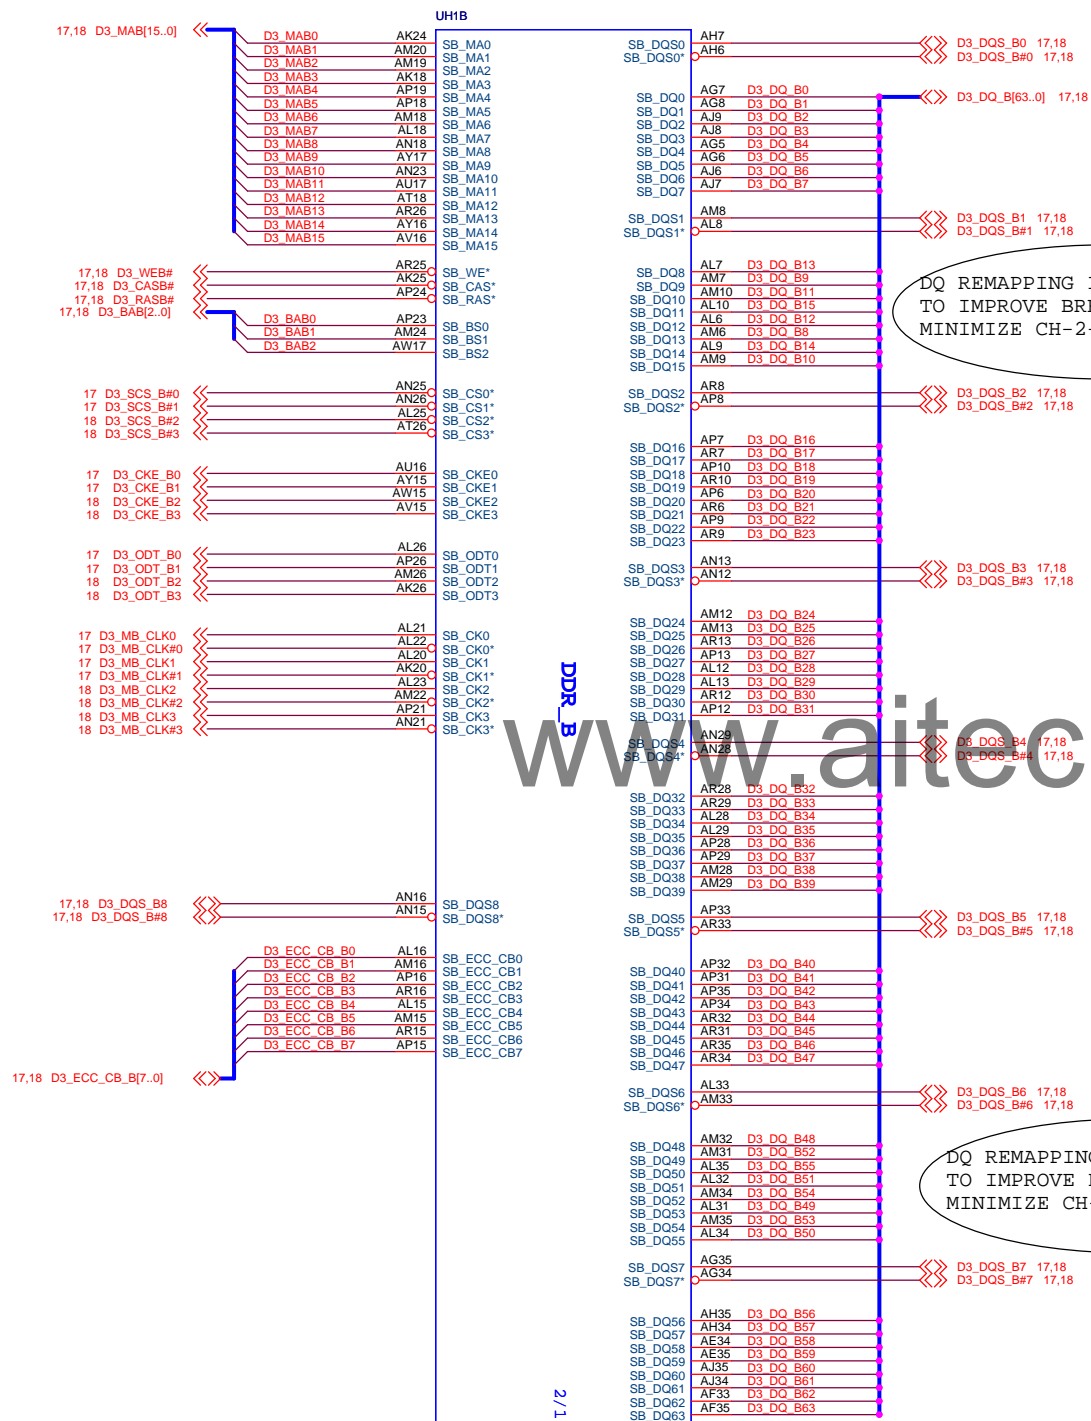 UH1B
17,18 D3_MAB[15..0]
D3_MAB0 AK24 SB_MA0
D3_MAB1 AM20 SB_MA1
D3_MAB2 AM19 SB_MA2
D3_MAB3 AK18 SB_MA3
D3_MAB4 AP19 SB_MA4
D3_MAB5 AP18 SB_MA5
D3_MAB6 AM18 SB_MA6
D3_MAB7 AL18 SB_MA7
D3_MAB8 AN18 SB_MA8
D3_MAB9 AY17 SB_MA9
D3_MAB10 AN23 SB_MA10
D3_MAB11 AU17 SB_MA11
D3_MAB12 AT18 SB_MA12
D3_MAB13 AR26 SB_MA13
D3_MAB14 AY16 SB_MA14
D3_MAB15 AV16 SB_MA15
17,18 D3_WEB# AR25 SB_WE*
17,18 D3_CASB# AK25 SB_CAS*
17,18 D3_RASB# AP24 SB_RAS*
17,18 D3_BAB[2..0]
D3_BAB0 AP23 SB_BS0
D3_BAB1 AM24 SB_BS1
D3_BAB2 AW17 SB_BS2
17 D3_SCS_B#0 AN25 SB_CS0*
17 D3_SCS_B#1 AN26 SB_CS1*
18 D3_SCS_B#2 AL25 SB_CS2*
18 D3_SCS_B#3 AT26 SB_CS3*
17 D3_CKE_B0 AU16 SB_CKE0
17 D3_CKE_B1 AY15 SB_CKE1
18 D3_CKE_B2 AW15 SB_CKE2
18 D3_CKE_B3 AV15 SB_CKE3
17 D3_ODT_B0 AL26 SB_ODT0
17 D3_ODT_B1 AP26 SB_ODT1
18 D3_ODT_B2 AM26 SB_ODT2
18 D3_ODT_B3 AK26 SB_ODT3
17 D3_MB_CLK0 AL21 SB_CK0
17 D3_MB_CLK#0 AL22 SB_CK0*
17 D3_MB_CLK1 AL20 SB_CK1
17 D3_MB_CLK#1 AK20 SB_CK1*
18 D3_MB_CLK2 AL23 SB_CK2
18 D3_MB_CLK#2 AM22 SB_CK2*
18 D3_MB_CLK3 AP21 SB_CK3
18 D3_MB_CLK#3 AN21 SB_CK3*
17,18 D3_DQS_B8 AN16 SB_DQS8
17,18 D3_DQS_B#8 AN15 SB_DQS8*
D3_ECC_CB_B0 AL16 SB_ECC_CB0
D3_ECC_CB_B1 AM16 SB_ECC_CB1
D3_ECC_CB_B2 AP16 SB_ECC_CB2
D3_ECC_CB_B3 AR16 SB_ECC_CB3
D3_ECC_CB_B4 AL15 SB_ECC_CB4
D3_ECC_CB_B5 AM15 SB_ECC_CB5
D3_ECC_CB_B6 AR15 SB_ECC_CB6
D3_ECC_CB_B7 AP15 SB_ECC_CB7
17,18 D3_ECC_CB_B[7..0]
DDR_B
2/1
SB_DQS0 AH7 D3_DQS_B0 17,18
SB_DQS0* AH6 D3_DQS_B#0 17,18
D3_DQ_B[63..0] 17,18
SB_DQ0 AG7 D3_DQ_B0
SB_DQ1 AG8 D3_DQ_B1
SB_DQ2 AJ9 D3_DQ_B2
SB_DQ3 AJ8 D3_DQ_B3
SB_DQ4 AG5 D3_DQ_B4
SB_DQ5 AG6 D3_DQ_B5
SB_DQ6 AJ6 D3_DQ_B6
SB_DQ7 AJ7 D3_DQ_B7
SB_DQS1 AM8 D3_DQS_B1 17,18
SB_DQS1* AL8 D3_DQS_B#1 17,18
SB_DQ8 AL7 D3_DQ_B13
SB_DQ9 AM7 D3_DQ_B9
SB_DQ10 AM10 D3_DQ_B11
SB_DQ11 AL10 D3_DQ_B15
SB_DQ12 AL6 D3_DQ_B12
SB_DQ13 AM6 D3_DQ_B8
SB_DQ14 AL9 D3_DQ_B14
SB_DQ15 AM9 D3_DQ_B10
DQ REMAPPING
TO IMPROVE
MINIMIZE CH-2-
SB_DQS2 AR8 D3_DQS_B2 17,18
SB_DQS2* AP8 D3_DQS_B#2 17,18
SB_DQ16 AP7 D3_DQ_B16
SB_DQ17 AR7 D3_DQ_B17
SB_DQ18 AP10 D3_DQ_B18
SB_DQ19 AR10 D3_DQ_B19
SB_DQ20 AP6 D3_DQ_B20
SB_DQ21 AR6 D3_DQ_B21
SB_DQ22 AP9 D3_DQ_B22
SB_DQ23 AR9 D3_DQ_B23
SB_DQS3 AN13 D3_DQS_B3 17,18
SB_DQS3* AN12 D3_DQS_B#3 17,18
SB_DQ24 AM12 D3_DQ_B24
SB_DQ25 AM13 D3_DQ_B25
SB_DQ26 AR13 D3_DQ_B26
SB_DQ27 AP13 D3_DQ_B27
SB_DQ28 AL12 D3_DQ_B28
SB_DQ29 AL13 D3_DQ_B29
SB_DQ30 AR12 D3_DQ_B30
SB_DQ31 AP12 D3_DQ_B31
www.aitec
SB_DQS4 AN29 D3_DQS_B4 17,18
SB_DQS4* AN28 D3_DQS_B#4 17,18
SB_DQ32 AR28 D3_DQ_B32
SB_DQ33 AR29 D3_DQ_B33
SB_DQ34 AL28 D3_DQ_B34
SB_DQ35 AL29 D3_DQ_B35
SB_DQ36 AP28 D3_DQ_B36
SB_DQ37 AP29 D3_DQ_B37
SB_DQ38 AM28 D3_DQ_B38
SB_DQ39 AM29 D3_DQ_B39
SB_DQS5 AP33 D3_DQS_B5 17,18
SB_DQS5* AR33 D3_DQS_B#5 17,18
SB_DQ40 AP32 D3_DQ_B40
SB_DQ41 AP31 D3_DQ_B41
SB_DQ42 AP35 D3_DQ_B42
SB_DQ43 AP34 D3_DQ_B43
SB_DQ44 AR32 D3_DQ_B44
SB_DQ45 AR31 D3_DQ_B45
SB_DQ46 AR35 D3_DQ_B46
SB_DQ47 AR34 D3_DQ_B47
SB_DQS6 AL33 D3_DQS_B6 17,18
SB_DQS6* AM33 D3_DQS_B#6 17,18
SB_DQ48 AM32 D3_DQ_B48
SB_DQ49 AM31 D3_DQ_B52
SB_DQ50 AL35 D3_DQ_B55
SB_DQ51 AL32 D3_DQ_B51
SB_DQ52 AM34 D3_DQ_B54
SB_DQ53 AL31 D3_DQ_B49
SB_DQ54 AM35 D3_DQ_B53
SB_DQ55 AL34 D3_DQ_B50
DQ REMAPPING
TO IMPROVE
MINIMIZE CH-
SB_DQS7 AG35 D3_DQS_B7 17,18
SB_DQS7* AG34 D3_DQS_B#7 17,18
SB_DQ56 AH35 D3_DQ_B56
SB_DQ57 AH34 D3_DQ_B57
SB_DQ58 AE34 D3_DQ_B58
SB_DQ59 AE35 D3_DQ_B59
SB_DQ60 AJ35 D3_DQ_B60
SB_DQ61 AJ34 D3_DQ_B61
SB_DQ62 AF33 D3_DQ_B62
SB_DQ63 AF35 D3_DQ_B63